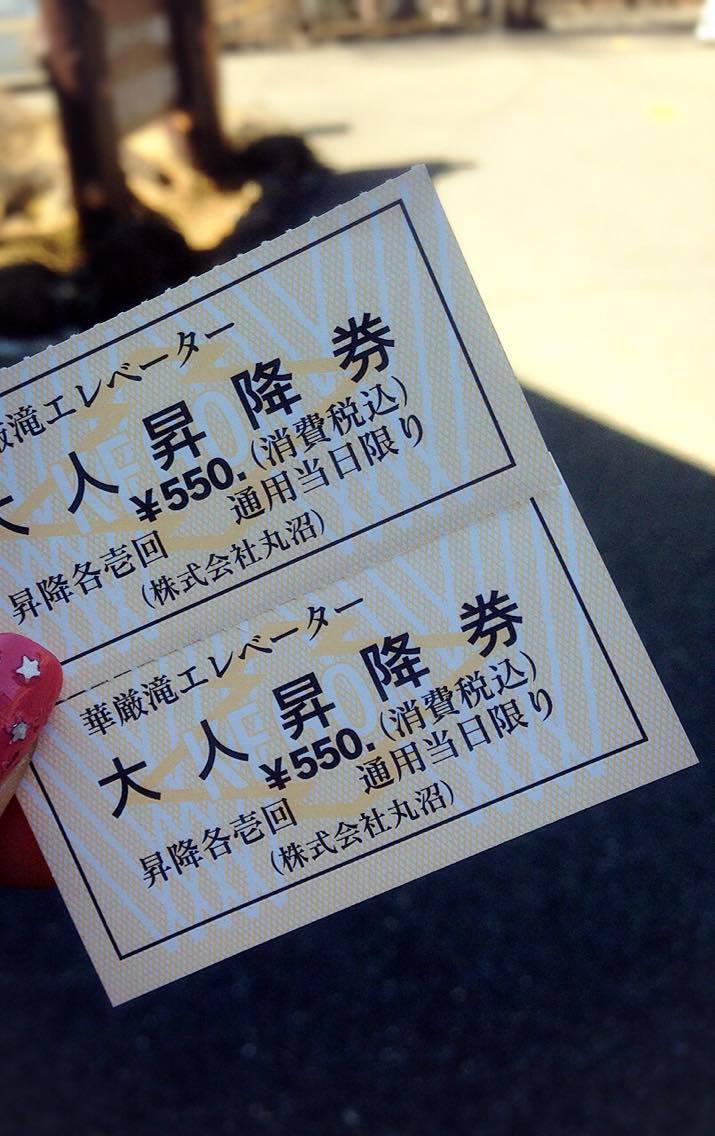 厳滝エレベーター
大人昇降券
¥550.(消費税込)
通用当日限り
昇降各壱回
(株式会社丸沼)
華厳滝エレベーター
大人昇降券
¥550.(消費税込)
通用当日限り
昇降各壱回
(株式会社丸沼)